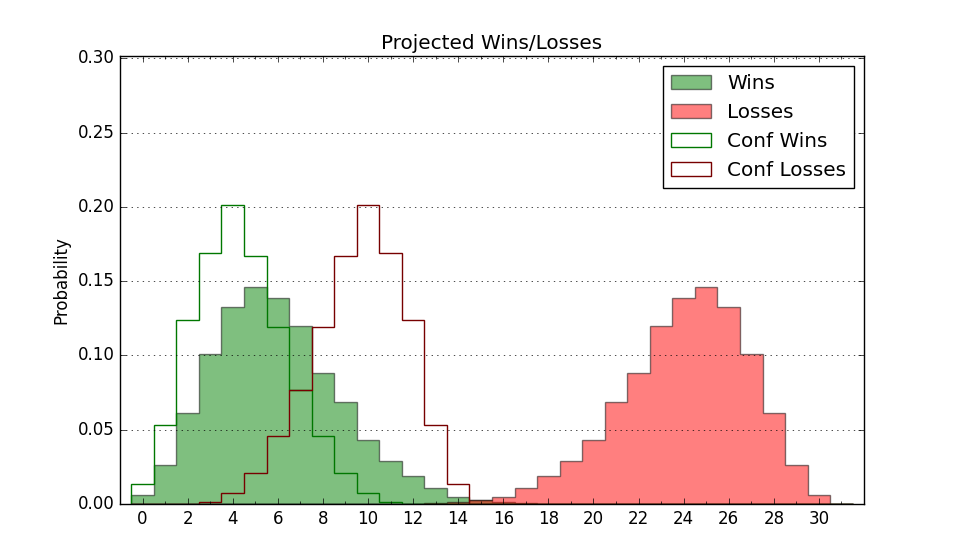 Projected Wins/Losses
0.30
0.25
0.20
0.15
0.10
0.05
0.00
Probability
Wins
Losses
Conf Wins
Conf Losses
0 2 4 6 8 10 12 14 16 18 20 22 24 26 28 30